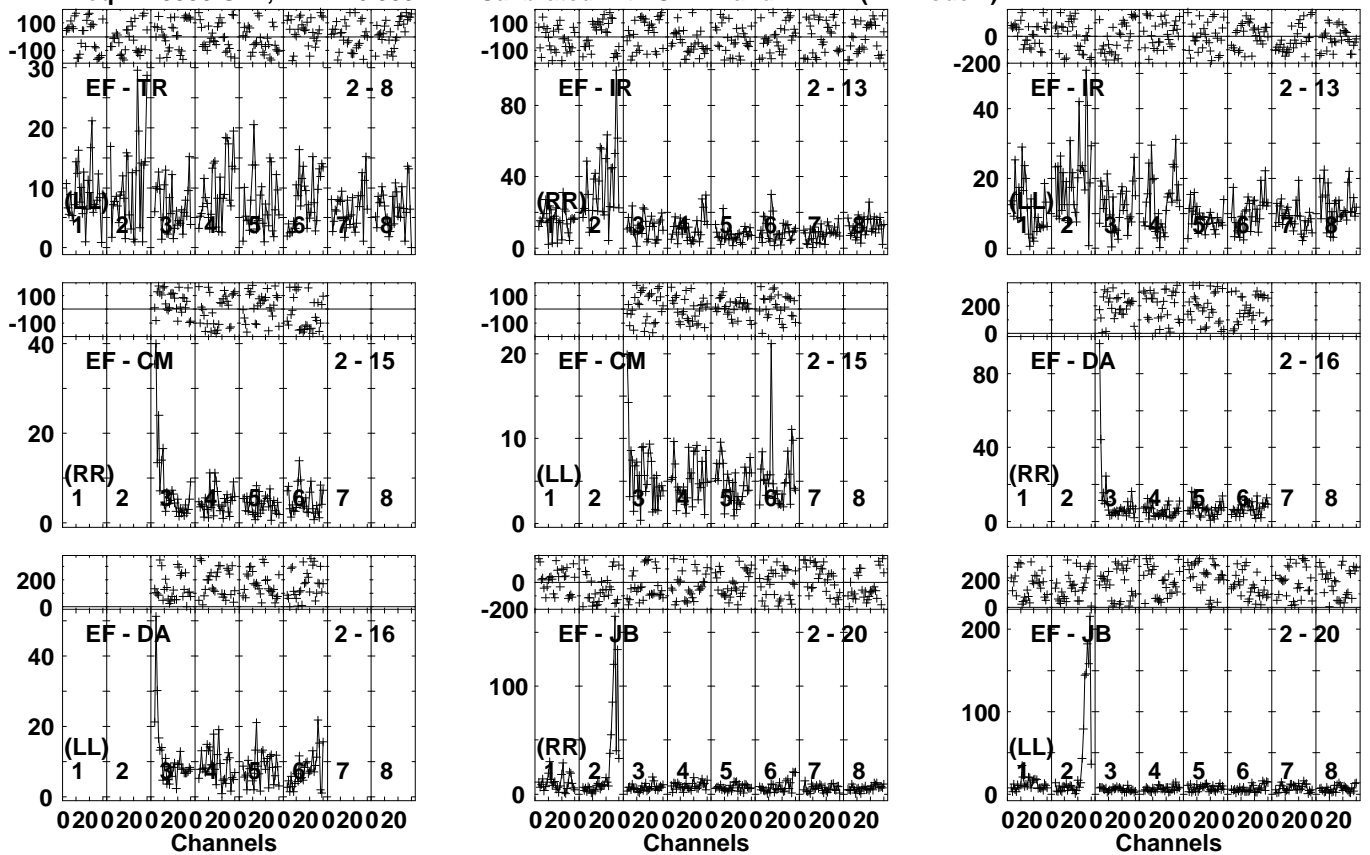 100 100 0
-100 -100 -200
30
EF - TR 2 - 8 EF - IR 2 - 13 EF - IR 2 - 13
20 80 40
10 40 20
0 0 0
(LL) (RR) (LL)
1 2 3 4 5 6 7 8 1 2 3 4 5 6 7 8 1 2 3 4 5 6 7 8
100 100 200
-100 -100 0
40 20 80
EF - CM 2 - 15 EF - CM 2 - 15 EF - DA 2 - 16
20 10 40
0 0 0
(RR) (LL) (RR)
1 2 3 4 5 6 7 8 1 2 3 4 5 6 7 8 1 2 3 4 5 6 7 8
200 0 200
0 -200 0
EF - DA 2 - 16 EF - JB 2 - 20 EF - JB 2 - 20
40 100 200
20 0 100
0 0
(LL) (RR) (LL)
1 2 3 4 5 6 7 8 1 2 3 4 5 6 7 8 1 2 3 4 5 6 7 8
020020020020020020020020 020020020020020020020020 020020020020020020020020
Channels Channels Channels